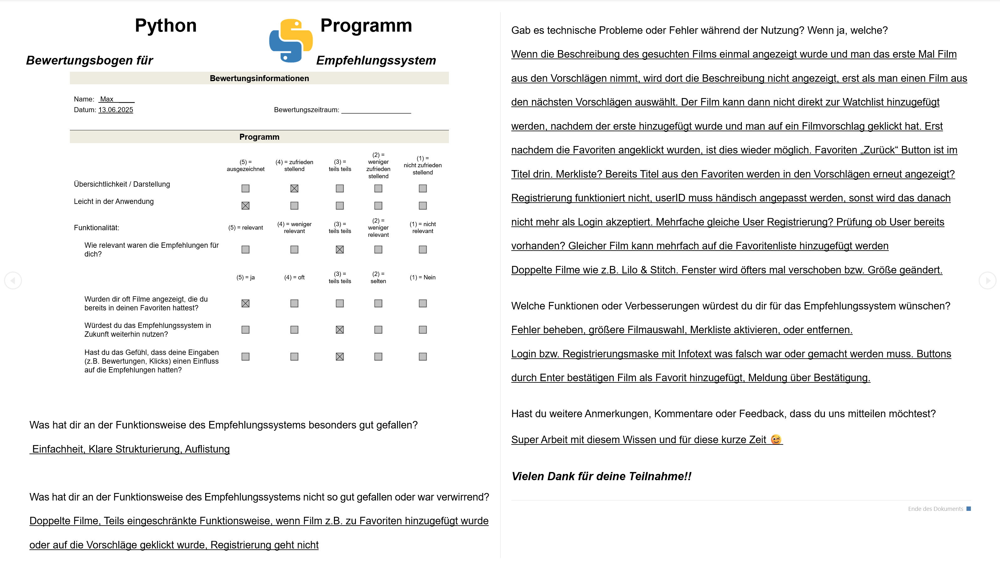 Python Programm
Bewertungsbogen für Empfehlungssystem
Bewertungsinformationen
Name: Max
Datum: 13.06.2025 Bewertungszeitraum: ____________________
Programm
(5) = ausgezeichnet (4) = zufrieden stellend (3) = teils teils (2) = weniger zufrieden stellend (1) = nicht zufrieden stellend
Übersichtlichkeit / Darstellung
Leicht in der Anwendung
Funktionalität: (5) = relevant (4) = weniger relevant (3) = teils teils (2) = weniger relevant (1) = nicht relevant
Wie relevant waren die Empfehlungen für
dich?
(5) = ja (4) = oft (3) = teils teils (2) = selten (1) = Nein
Wurden dir oft Filme angezeigt, die du
bereits in deinen Favoriten hattest?
Würdest du das Empfehlungssystem in
Zukunft weiterhin nutzen?
Hast du das Gefühl, dass deine Eingaben
(z.B. Bewertungen, Klicks) einen Einfluss
auf die Empfehlungen hatten?
Was hat dir an der Funktionsweise des Empfehlungssystems besonders gut gefallen?
Einfachheit, Klare Strukturierung, Auflistung
Was hat dir an der Funktionsweise des Empfehlungssystems nicht so gut gefallen oder war verwirrend?
Doppelte Filme, Teils eingeschränkte Funktionsweise, wenn Film z.B. zu Favoriten hinzugefügt wurde
oder auf die Vorschläge geklickt wurde, Registrierung geht nicht
Gab es technische Probleme oder Fehler während der Nutzung? Wenn ja, welche?
Wenn die Beschreibung des gesuchten Films einmal angezeigt wurde und man das erste Mal Film
aus den Vorschlägen nimmt, wird dort die Beschreibung nicht angezeigt, erst als man einen Film aus
den nächsten Vorschlägen auswählt. Der Film kann dann nicht direkt zur Watchlist hinzugefügt
werden, nachdem der erste hinzugefügt wurde und man auf ein Filmvorschlag geklickt hat. Erst
nachdem die Favoriten angeklickt wurden, ist dies wieder möglich. Favoriten „Zurück“ Button ist im
Titel drin. Merkliste? Bereits Titel aus den Favoriten werden in den Vorschlägen erneut angezeigt?
Registrierung funktioniert nicht, userID muss händisch angepasst werden, sonst wird das danach
nicht mehr als Login akzeptiert. Mehrfache gleiche User Registrierung? Prüfung ob User bereits
vorhanden? Gleicher Film kann mehrfach auf die Favoritenliste hinzugefügt werden
Doppelte Filme wie z.B. Lilo & Stitch. Fenster wird öfters mal verschoben bzw. Größe geändert.
Welche Funktionen oder Verbesserungen würdest du dir für das Empfehlungssystem wünschen?
Fehler beheben, größere Filmauswahl, Merkliste aktivieren, oder entfernen.
Login bzw. Registrierungsmaske mit Infotext was falsch war oder gemacht werden muss. Buttons
durch Enter bestätigen Film als Favorit hinzugefügt, Meldung über Bestätigung.
Hast du weitere Anmerkungen, Kommentare oder Feedback, dass du uns mitteilen möchtest?
Super Arbeit mit diesem Wissen und für diese kurze Zeit 😉
Vielen Dank für deine Teilnahme!!
Ende des Dokuments